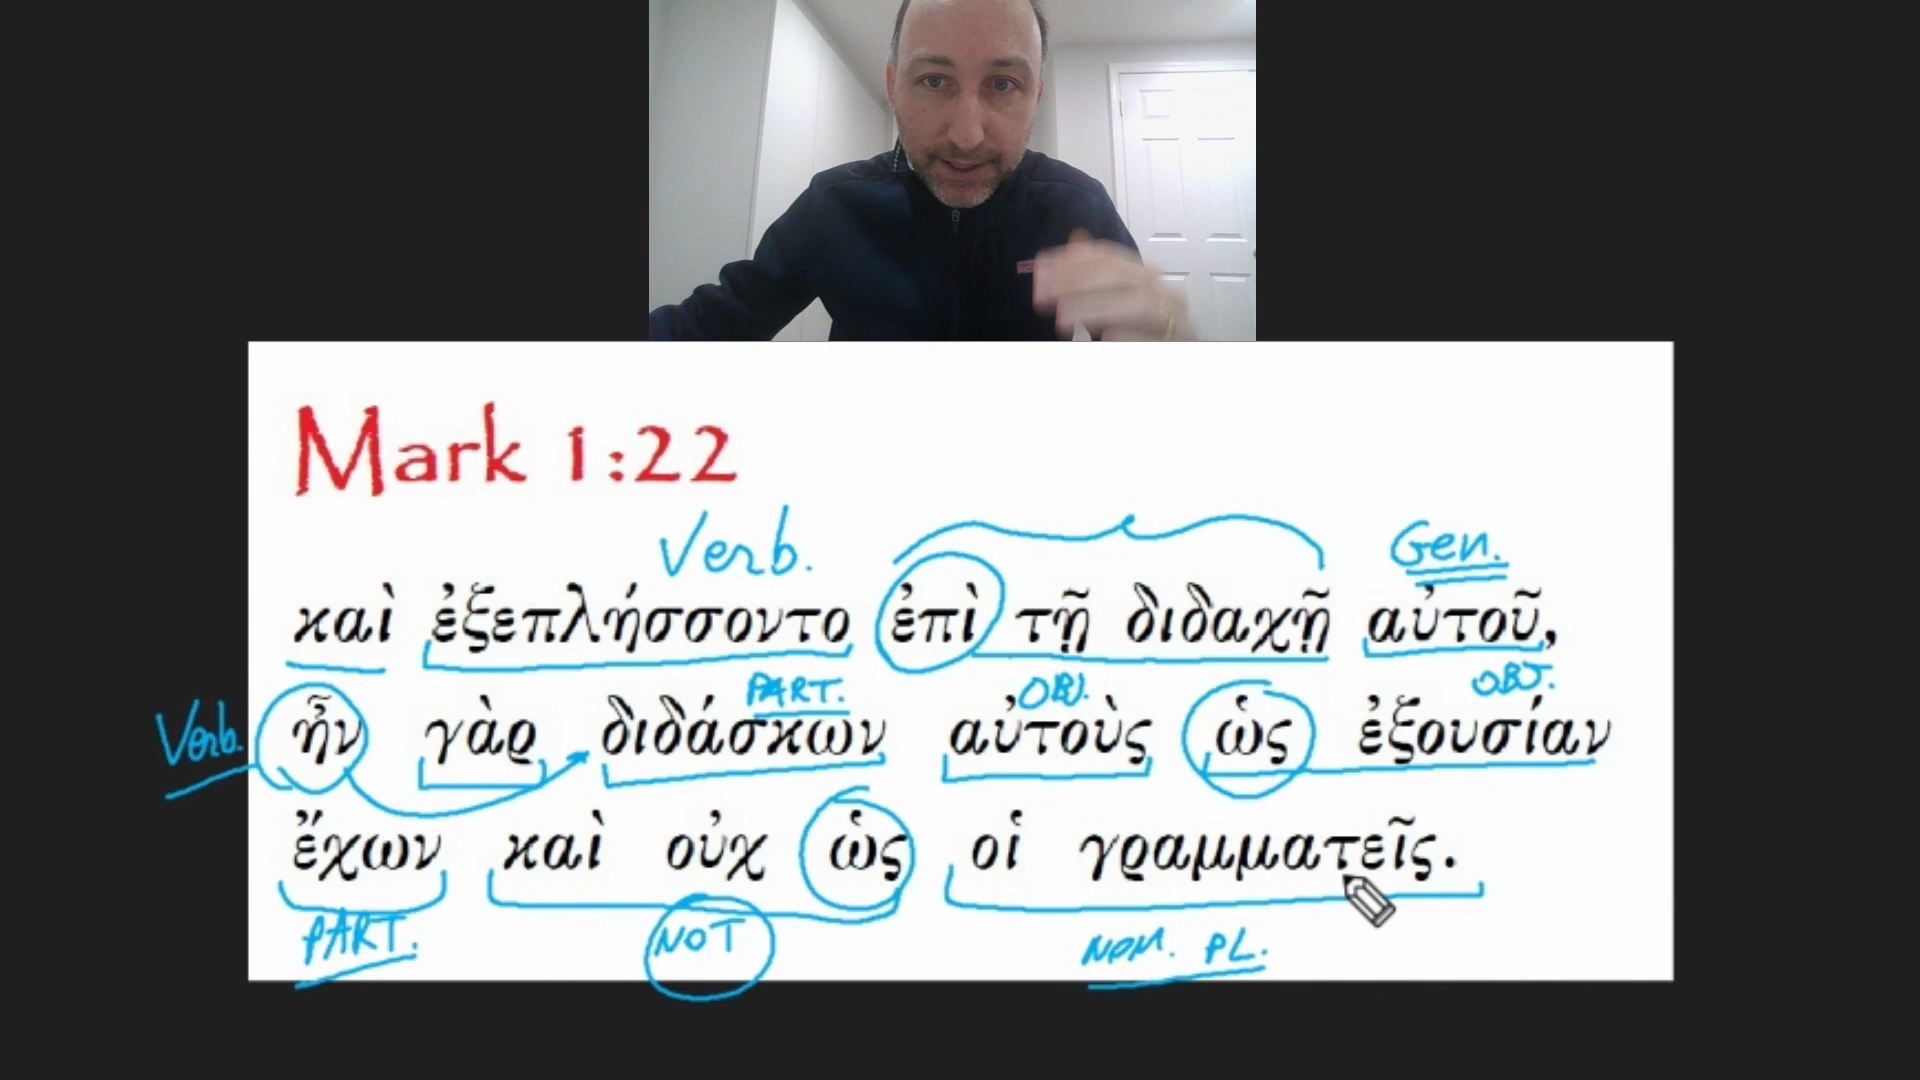 Mark 1:22
Verb. Gen.
καὶ ἐξεπλήσσοντο ἐπὶ τῇ διδαχῇ αὐτοῦ,
PART. OBJ. OBJ.
Verb. ἦν γὰρ διδάσκων αὐτοὺς ὡς ἐξουσίαν
ἔχων καὶ οὐχ ὡς οἱ γραμματεῖς.
PART. NOT NOM. PL.